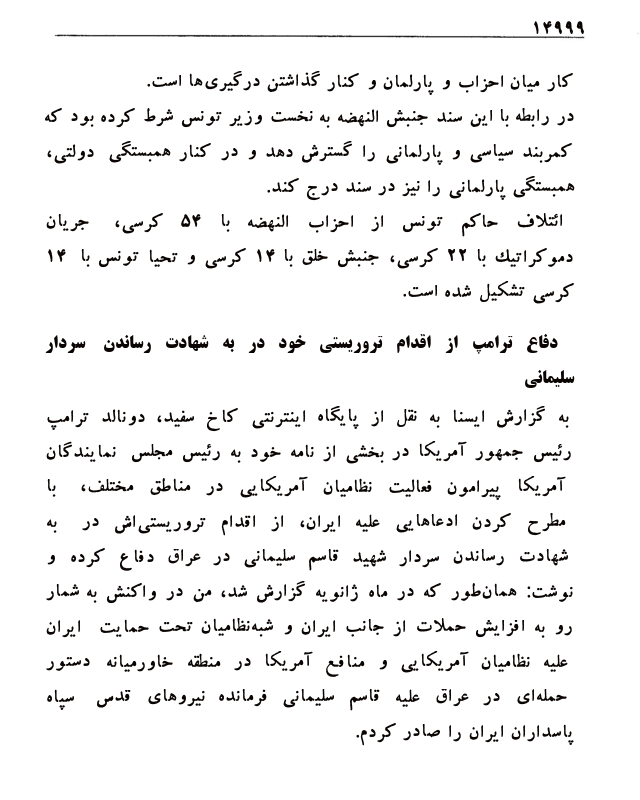 ۱۴۹۹۹
کار میان احزاب و پارلمان و کنار گذاشتن درگیری‌ها است.
در رابطه با این سند جنبش النهضه به نخست وزیر تونس شرط کرده بود که
کمربند سیاسی و پارلمانی را گسترش دهد و در کنار همبستگی دولتی،
همبستگی پارلمانی را نیز در سند درج کند.
ائتلاف حاکم تونس از احزاب النهضه با ۵۴ کرسی، جریان
دموکراتیك با ۲۲ کرسی، جنبش خلق با ۱۴ کرسی و تحیا تونس با ۱۴
کرسی تشکیل شده است.
دفاع ترامپ از اقدام تروریستی خود در به شهادت رساندن سردار
سلیمانی
به گزارش ایسنا به نقل از پایگاه اینترنتی کاخ سفید، دونالد ترامپ
رئیس جمهور آمریکا در بخشی از نامه خود به رئیس مجلس نمایندگان
آمریکا پیرامون فعالیت نظامیان آمریکایی در مناطق مختلف، با
مطرح کردن ادعاهایی علیه ایران، از اقدام تروریستی‌اش در به
شهادت رساندن سردار شهید قاسم سلیمانی در عراق دفاع کرده و
نوشت: همان‌طور که در ماه ژانویه گزارش شد، من در واکنش به شمار
رو به افزایش حملات از جانب ایران و شبه‌نظامیان تحت حمایت ایران
علیه نظامیان آمریکایی و منافع آمریکا در منطقه خاورمیانه دستور
حمله‌ای در عراق علیه قاسم سلیمانی فرمانده نیروهای قدس سپاه
پاسداران ایران را صادر کردم.